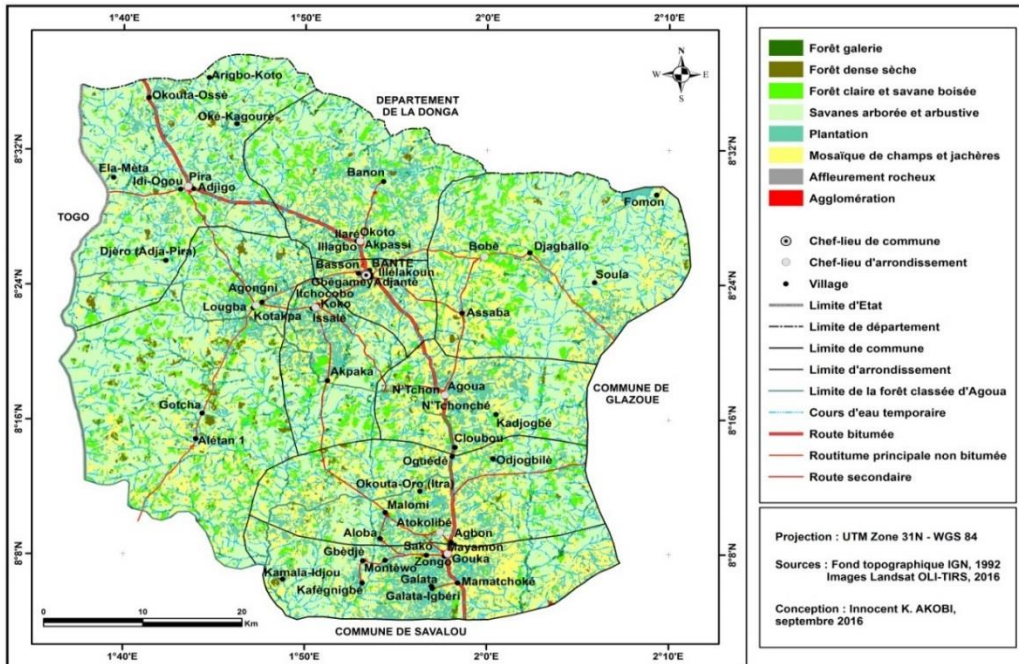 1°40'E
1°50'E
2°0'E
2°10'E
8°32'N
8°24'N
8°16'N
8°8'N
N
W E
S
Arigbo-Koto
Okouta-Ossé
Oké-Kagouré
DEPARTEMENT
DE LA DONGA
Ela-Mèta
Pira
Idi-Ogou
Adjigo
Banon
Fomon
TOGO
Ilaré
Okoto
Illagbo
Akpassi
Djèro (Adja-Pira)
Bobè
Djagballo
Basson
BANTE
Illélakoun
Gbégamey
Adjantè
Soula
Agongni
Itchocobo
Lougba
Koko
Kotakpa
Issalé
Assaba
Akpaka
N'Tchon
Agoua
COMMUNE DE
GLAZOUE
N'Tchonché
Gotcha
Kadjogbé
Alétan 1
Cloubou
Oguédé
Odjogbilè
Okouta-Oro (Itra)
Malomi
Atokolibé
Aloba
Agbon
Mayamon
Gbèdjè
Sako
Gouka
Zongo
Montèwo
Kamala-Idjou
Galata
Mamatchoké
Kafégnigbé
Galata-Igbéri
0 10 20
Km
COMMUNE DE SAVALOU
1°40'E
1°50'E
2°0'E
2°10'E
8°32'N
8°24'N
8°16'N
8°8'N
Forêt galerie
Forêt dense sèche
Forêt claire et savane boisée
Savanes arborée et arbustive
Plantation
Mosaïque de champs et jachères
Affleurement rocheux
Agglomération
Chef-lieu de commune
Chef-lieu d'arrondissement
Village
Limite d'Etat
Limite de département
Limite de commune
Limite d'arrondissement
Limite de la forêt classée d'Agoua
Cours d'eau temporaire
Route bitumée
Routitume principale non bitumée
Route secondaire
Projection : UTM Zone 31N - WGS 84
Sources : Fond topographique IGN, 1992
Images Landsat OLI-TIRS, 2016
Conception : Innocent K. AKOBI,
septembre 2016